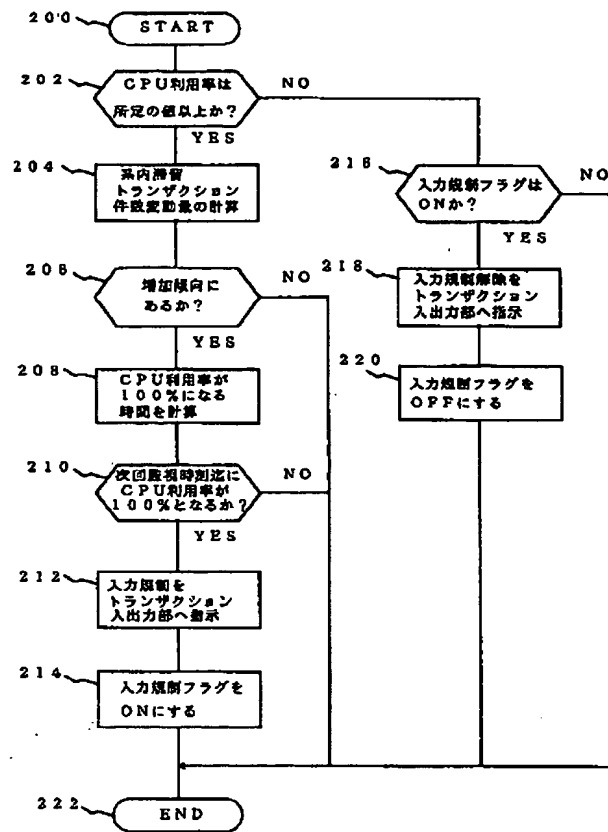 200
START
202
CPU利用率は
所定の値以上か?
NO
YES
204
系内滞留
トランザクション
件数変動量の計算
206
増加傾向に
あるか?
NO
YES
208
CPU利用率が
100%になる
時間を計算
210
次回監視時刻迄に
CPU利用率が
100%となるか?
NO
YES
212
入力規制を
トランザクション
入出力部へ指示
214
入力規制フラグを
ONにする
222
END
216
入力規制フラグは
ONか?
NO
YES
218
入力規制解除を
トランザクション
入出力部へ指示
220
入力規制フラグを
OFFにする